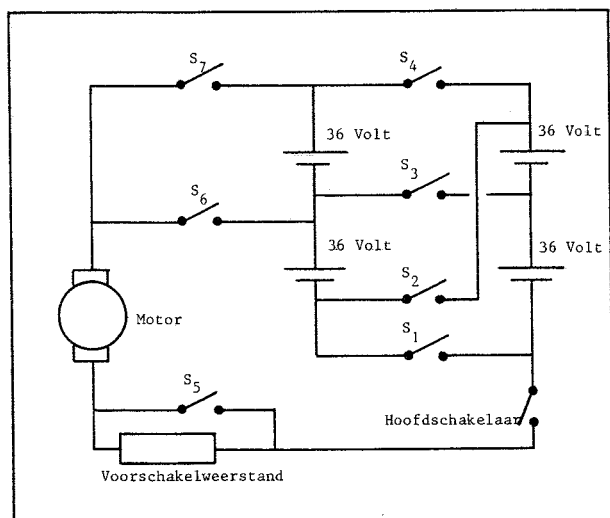 S7
S4
36 Volt
36 Volt
S3
S6
36 Volt
36 Volt
S2
Motor
S1
S5
Hoofdschakelaar
Voorschakelweerstand